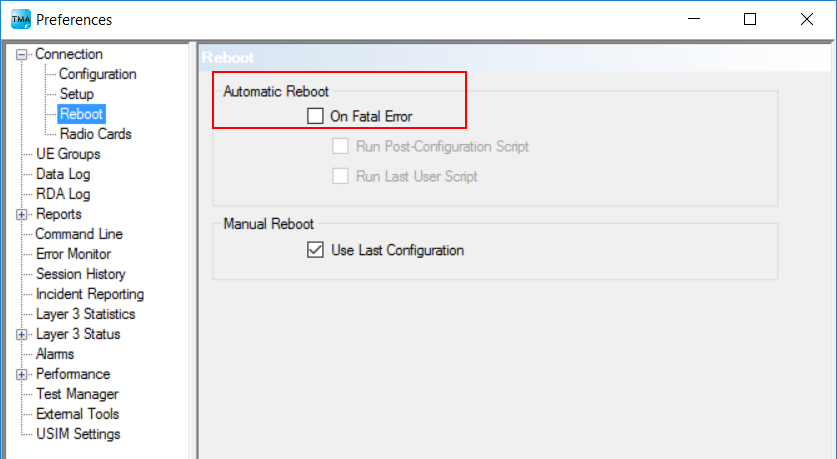 TMA Preferences
Connection
Configuration
Setup
Reboot
Radio Cards
UE Groups
Data Log
RDA Log
Reports
Command Line
Error Monitor
Session History
Incident Reporting
Layer 3 Statistics
Layer 3 Status
Alarms
Performance
Test Manager
External Tools
USIM Settings
Reboot
Automatic Reboot
On Fatal Error
Run Post-Configuration Script
Run Last User Script
Manual Reboot
Use Last Configuration